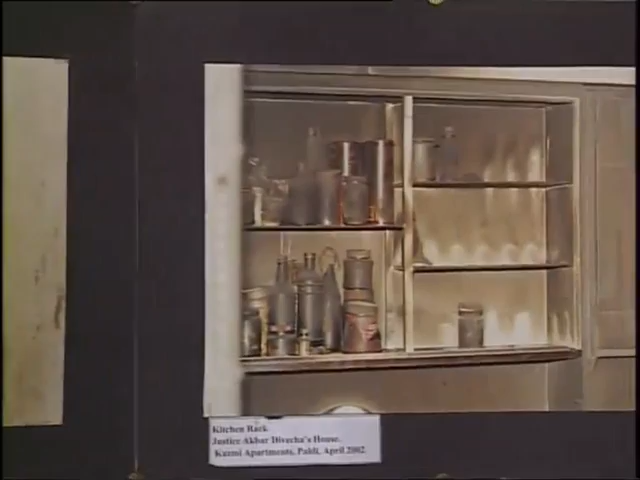 Kitchen Rack
Justice Akbar Divecha's House.
Kazmi Apartments, Paldi, April 2002